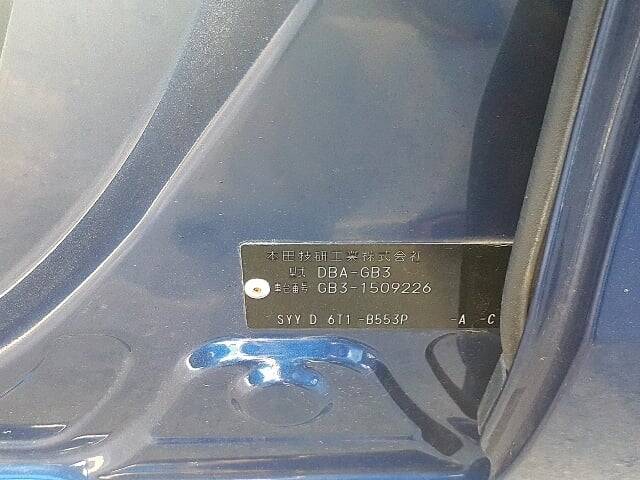 本田技研工業株式会社
型式 DBA-GB3
車台番号 GB3-1509226
SYY D 6T1 -B553P -A -C